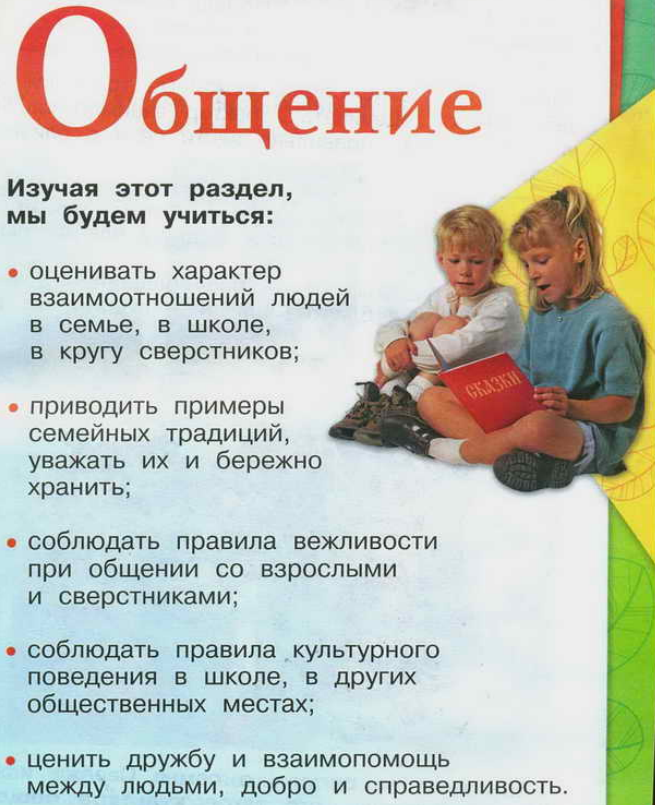 Общение
Изучая этот раздел,
мы будем учиться:
• оценивать характер
взаимоотношений людей
в семье, в школе,
в кругу сверстников;
• приводить примеры
семейных традиций,
уважать их и бережно
хранить;
• соблюдать правила вежливости
при общении со взрослыми
и сверстниками;
• соблюдать правила культурного
поведения в школе, в других
общественных местах;
• ценить дружбу и взаимопомощь
между людьми, добро и справедливость.
СКАЗКИ